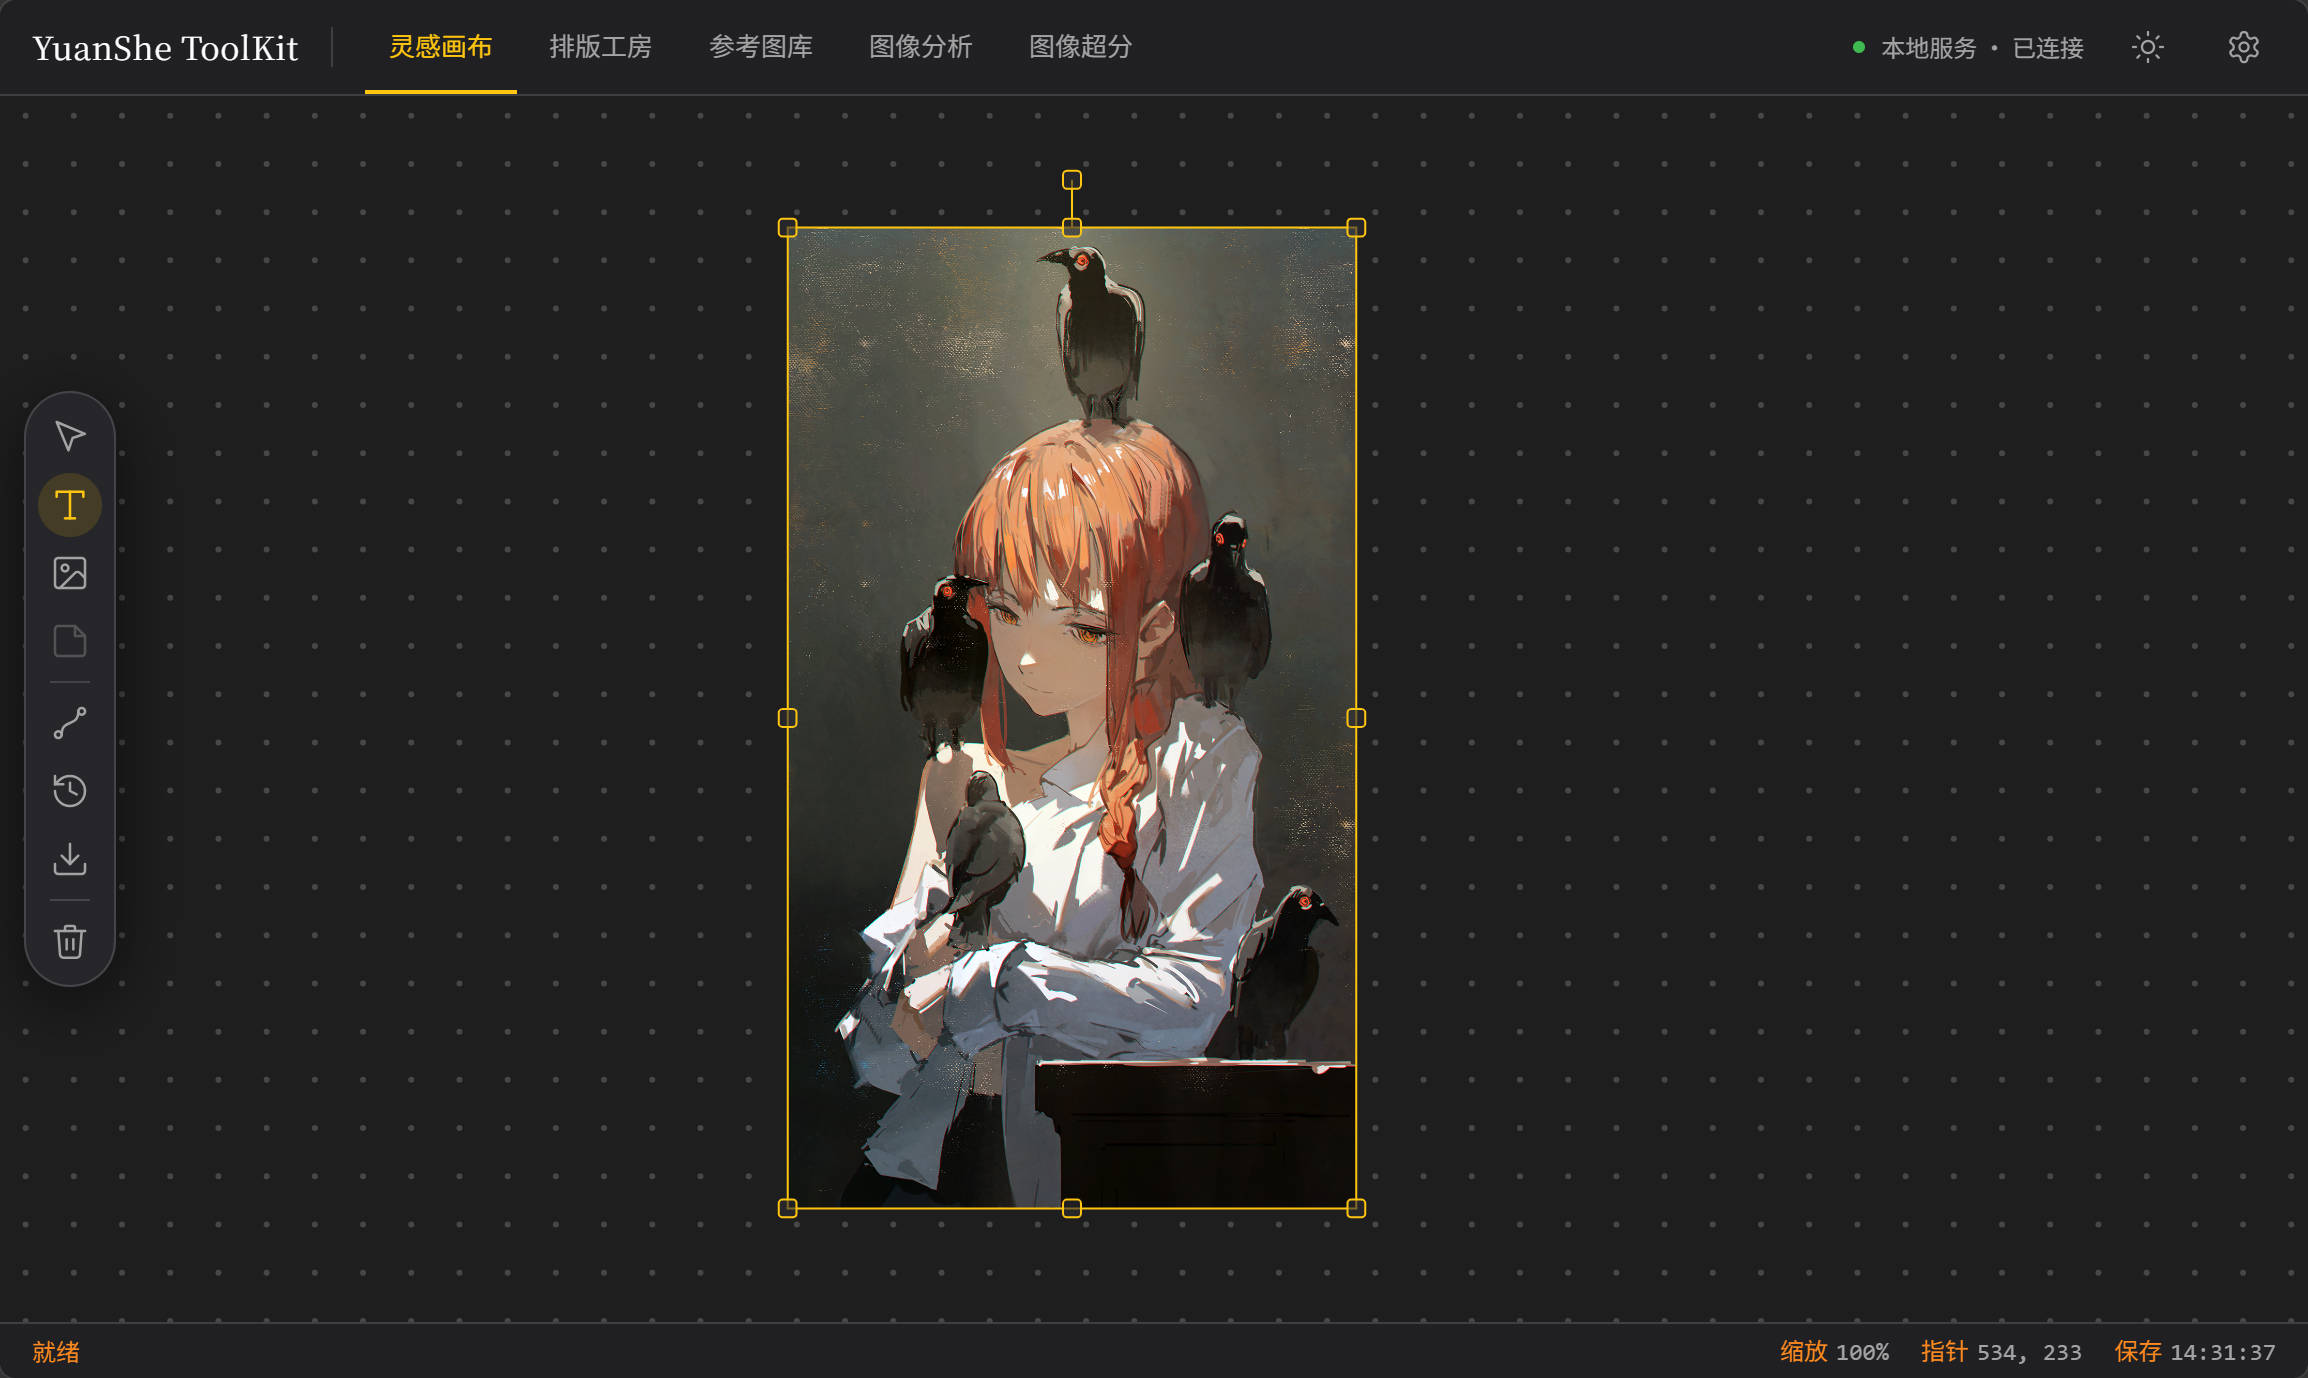 YuanShe ToolKit
灵感画布
排版工房
参考图库
图像分析
图像超分
本地服务 • 已连接
就绪
缩放 100%
指针 534, 233
保存 14:31:37